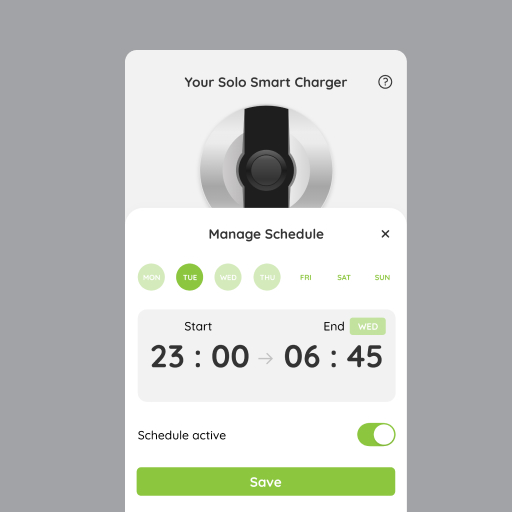 Your Solo Smart Charger ?
Manage Schedule ×
MON TUE WED THU FRI SAT SUN
Start End WED
23 : 00 → 06 : 45
Schedule active
Save